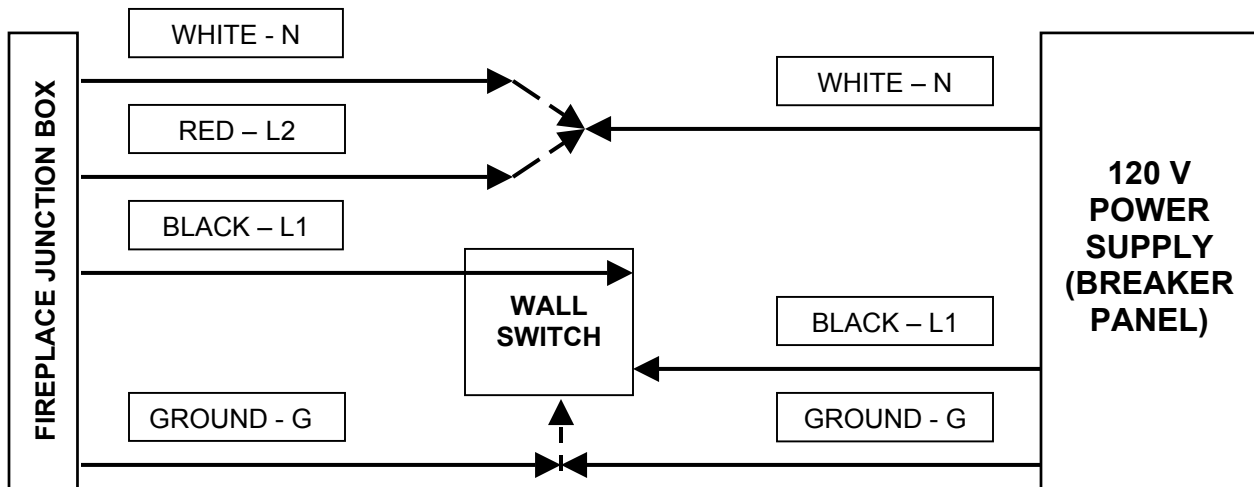 FIREPLACE JUNCTION BOX
WHITE - N
RED – L2
BLACK – L1
WALL
SWITCH
GROUND - G
WHITE – N
BLACK – L1
GROUND - G
120 V
POWER
SUPPLY
(BREAKER
PANEL)